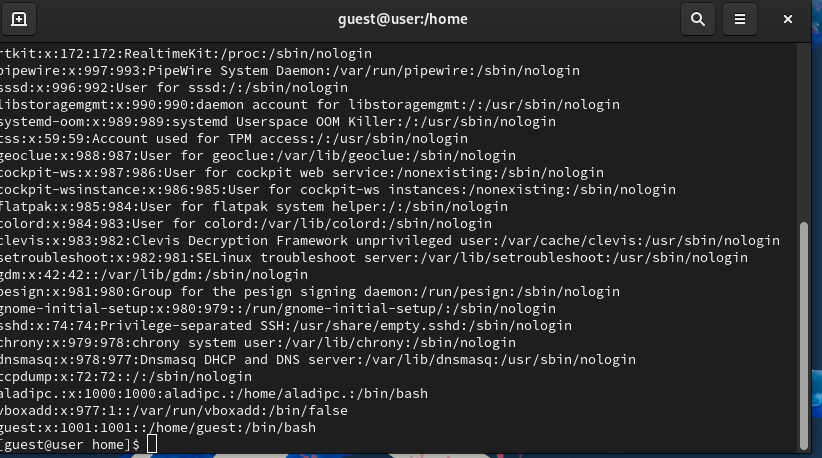 guest@user:/home
rtkit:x:172:172:RealtimeKit:/proc:/sbin/nologin
pipewire:x:997:993:PipeWire System Daemon:/var/run/pipewire:/sbin/nologin
sssd:x:996:992:User for sssd:/:/sbin/nologin
libstoragemgmt:x:990:990:daemon account for libstoragemgmt:/:/usr/sbin/nologin
systemd-oom:x:989:989:systemd Userspace OOM Killer:/:/usr/sbin/nologin
tss:x:59:59:Account used for TPM access:/:/usr/sbin/nologin
geoclue:x:988:987:User for geoclue:/var/lib/geoclue:/sbin/nologin
cockpit-ws:x:987:986:User for cockpit web service:/nonexisting:/sbin/nologin
cockpit-wsinstance:x:986:985:User for cockpit-ws instances:/nonexisting:/sbin/nologin
flatpak:x:985:984:User for flatpak system helper:/:/sbin/nologin
colord:x:984:983:User for colord:/var/lib/colord:/sbin/nologin
clevis:x:983:982:Clevis Decryption Framework unprivileged user:/var/cache/clevis:/usr/sbin/nologin
setroubleshoot:x:982:981:SELinux troubleshoot server:/var/lib/setroubleshoot:/usr/sbin/nologin
gdm:x:42:42::/var/lib/gdm:/sbin/nologin
pesign:x:981:980:Group for the pesign signing daemon:/run/pesign:/sbin/nologin
gnome-initial-setup:x:980:979::/run/gnome-initial-setup/:/sbin/nologin
sshd:x:74:74:Privilege-separated SSH:/usr/share/empty.sshd:/sbin/nologin
chrony:x:979:978:chrony system user:/var/lib/chrony:/sbin/nologin
dnsmasq:x:978:977:Dnsmasq DHCP and DNS server:/var/lib/dnsmasq:/usr/sbin/nologin
tcpdump:x:72:72::/:/sbin/nologin
aladipc.:x:1000:1000:aladipc.:/home/aladipc.:/bin/bash
vboxadd:x:977:1::/var/run/vboxadd:/bin/false
guest:x:1001:1001::/home/guest:/bin/bash
[guest@user home]$